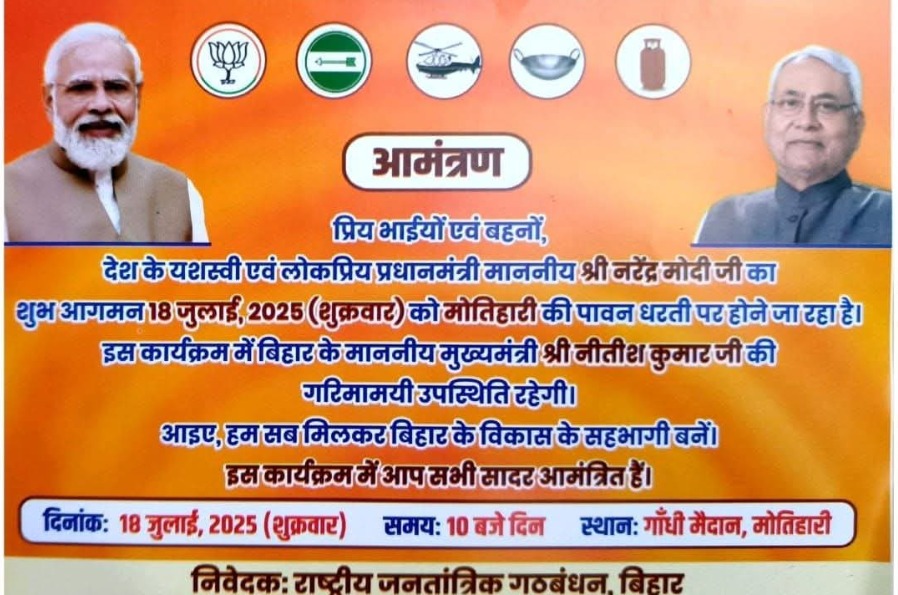 आमंत्रण
प्रिय भाईयों एवं बहनों,
देश के यशस्वी एवं लोकप्रिय प्रधानमंत्री माननीय श्री नरेंद्र मोदी जी का
शुभ आगमन 18 जुलाई, 2025 (शुक्रवार) को मोतिहारी की पावन धरती पर होने जा रहा है।
इस कार्यक्रम में बिहार के माननीय मुख्यमंत्री श्री नीतीश कुमार जी की
गरिमामयी उपस्थिति रहेगी।
आइए, हम सब मिलकर बिहार के विकास के सहभागी बनें।
इस कार्यक्रम में आप सभी सादर आमंत्रित हैं।
दिनांक: 18 जुलाई, 2025 (शुक्रवार) समय: 10 बजे दिन स्थान: गाँधी मैदान, मोतिहारी
निवेदक: राष्ट्रीय जनतांत्रिक गठबंधन, बिहार